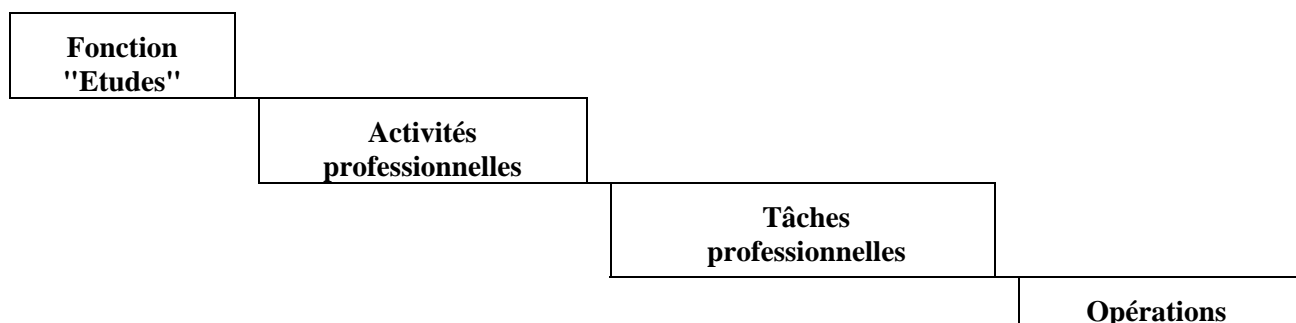 Fonction
"Etudes"
Activités
professionnelles
Tâches
professionnelles
Opérations